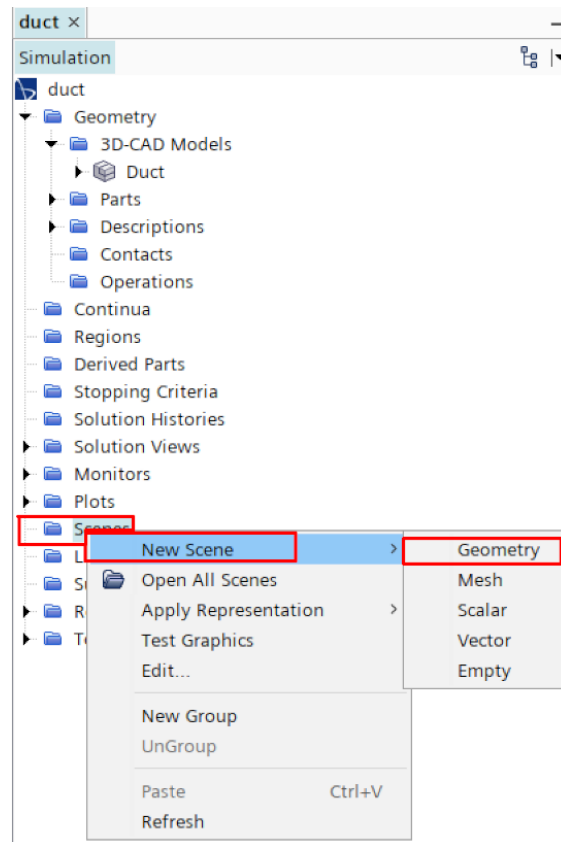 duct ×
Simulation
duct
Geometry
3D-CAD Models
Duct
Parts
Descriptions
Contacts
Operations
Continua
Regions
Derived Parts
Stopping Criteria
Solution Histories
Solution Views
Monitors
Plots
Scenes
New Scene > Geometry
Open All Scenes Mesh
Apply Representation > Scalar
Test Graphics Vector
Edit... Empty
New Group
UnGroup
Paste Ctrl+V
Refresh